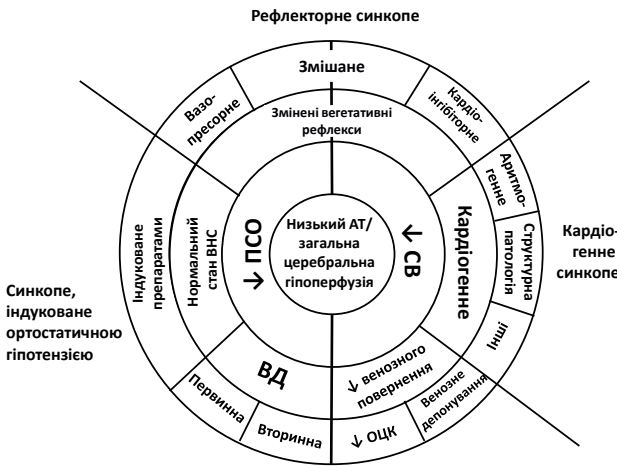 Рефлекторне синкопе
Змішане
Вазо-
пресорне
Кардіо-
інгібіторне
Змінені вегетативні
рефлекси
Аритмо-
генне
Структурна
патологія
Інші
Кардіогенне
Кардіо-
генне
синкопе
Індуковане
препаратами
Нормальний
стан ВНС
↓ ПСО
Низький АТ/
загальна
церебральна
гіпоперфузія
↓ СВ
Синкопе,
індуковане
ортостатичною
гіпотензією
ВД
↓ венозного
повернення
Первинна
Вторинна
↓ ОЦК
Венозне
депонування